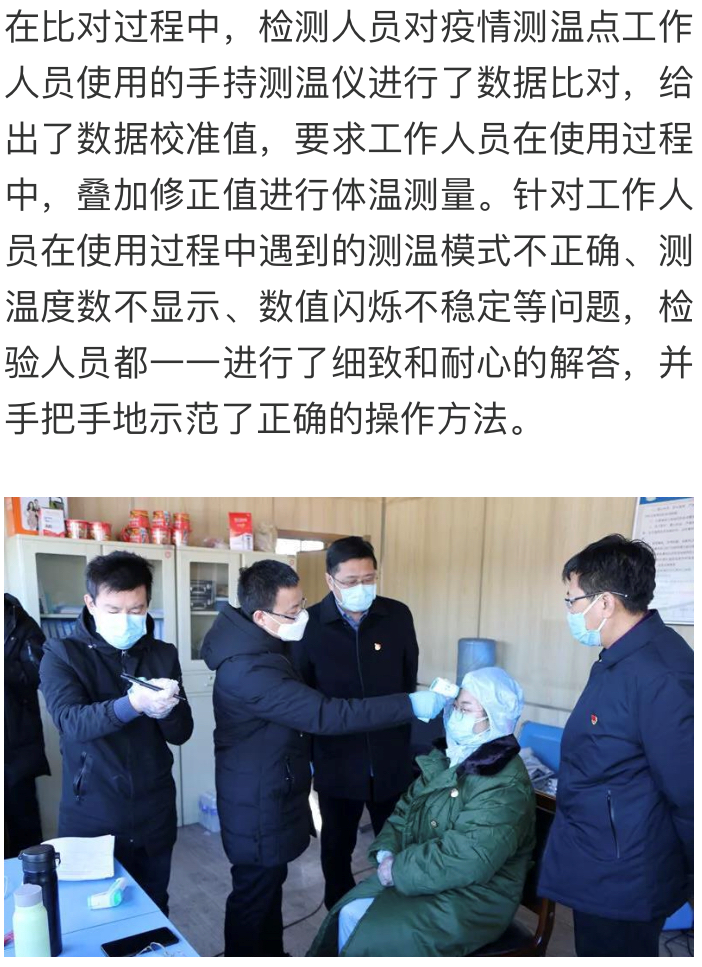 在比对过程中，检测人员对疫情测温点工作
人员使用的手持测温仪进行了数据比对，给
出了数据校准值，要求工作人员在使用过程
中，叠加修正值进行体温测量。针对工作人
员在使用过程中遇到的测温模式不正确、测
温度数不显示、数值闪烁不稳定等问题，检
验人员都一一进行了细致和耐心的解答，并
手把手地示范了正确的操作方法。